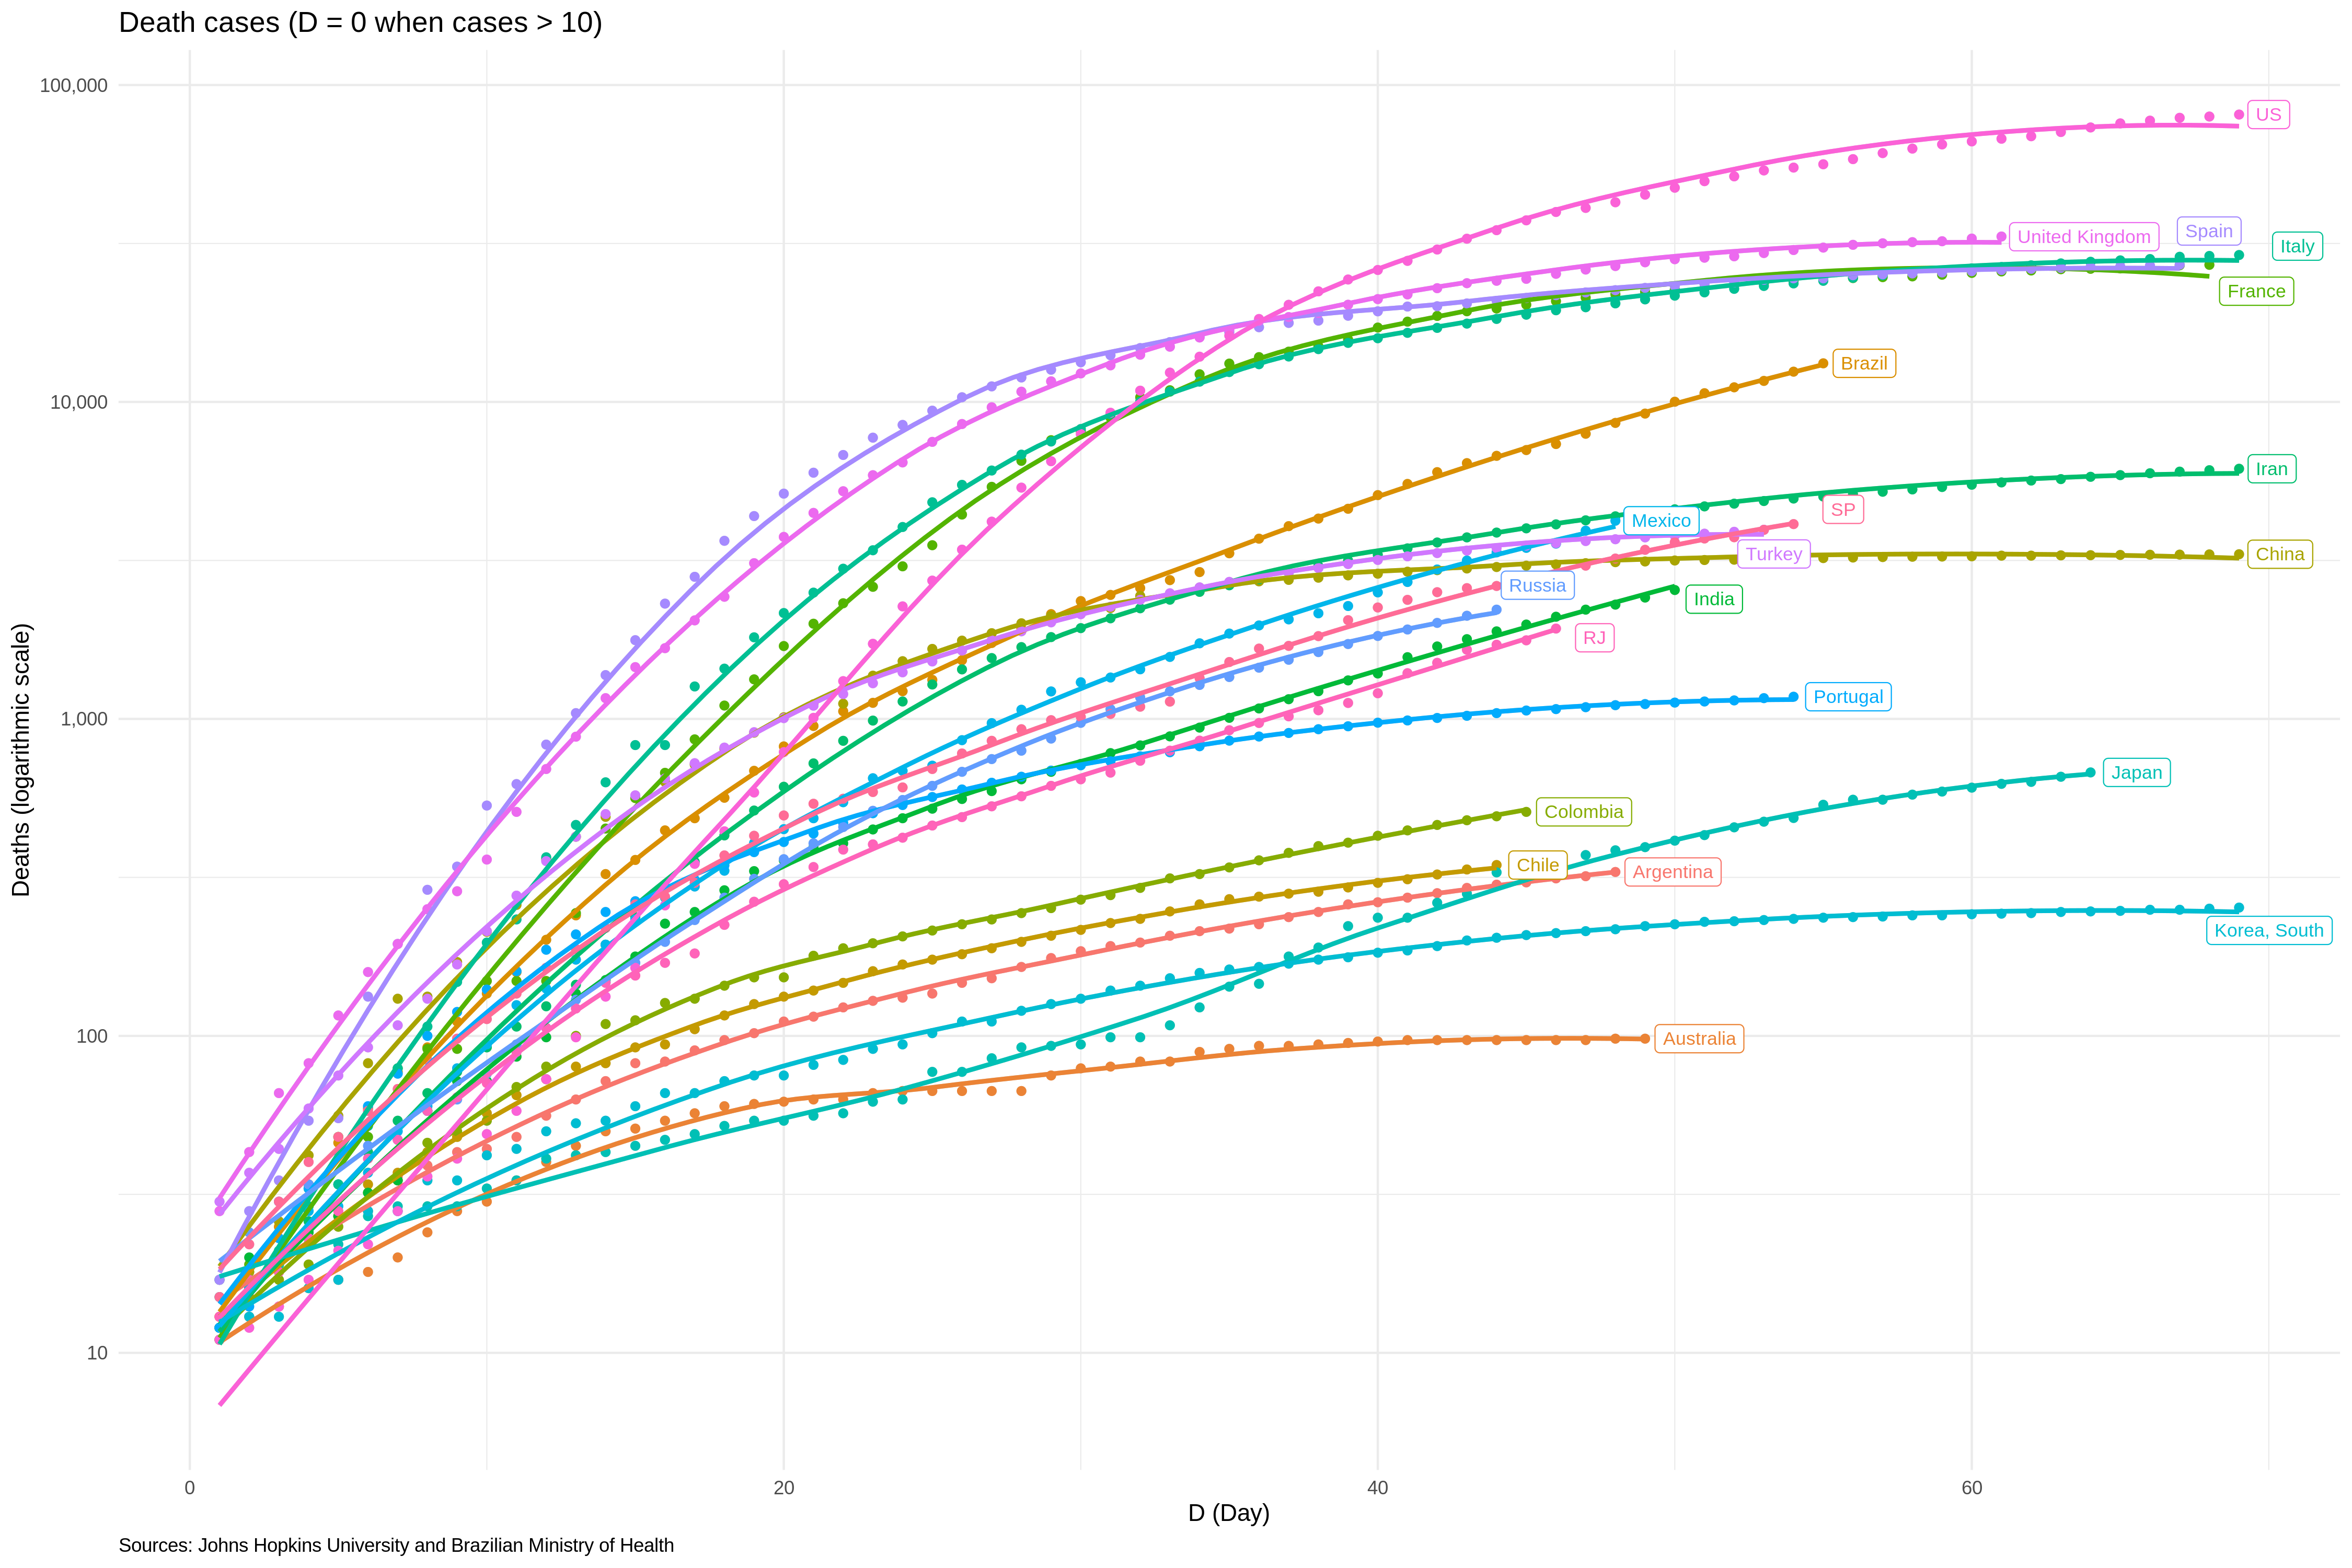 Death cases (D = 0 when cases > 10)
100,000
US
United Kingdom
Spain
Italy
France
Brazil
10,000
Iran
SP
Mexico
Turkey
China
Russia
India
RJ
Portugal
1,000
Japan
Colombia
Chile
Argentina
Korea, South
Australia
100
10
Deaths (logarithmic scale)
0
20
40
60
D (Day)
Sources: Johns Hopkins University and Brazilian Ministry of Health